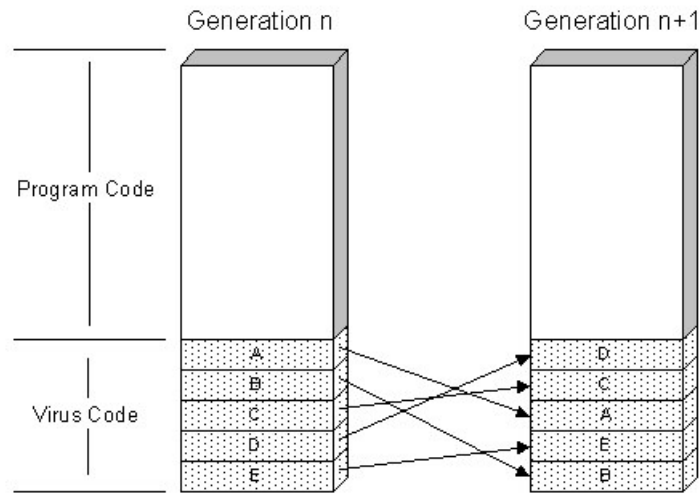 Generation n
Generation n+1
Program Code
Virus Code
A
B
C
D
E
D
C
A
E
B